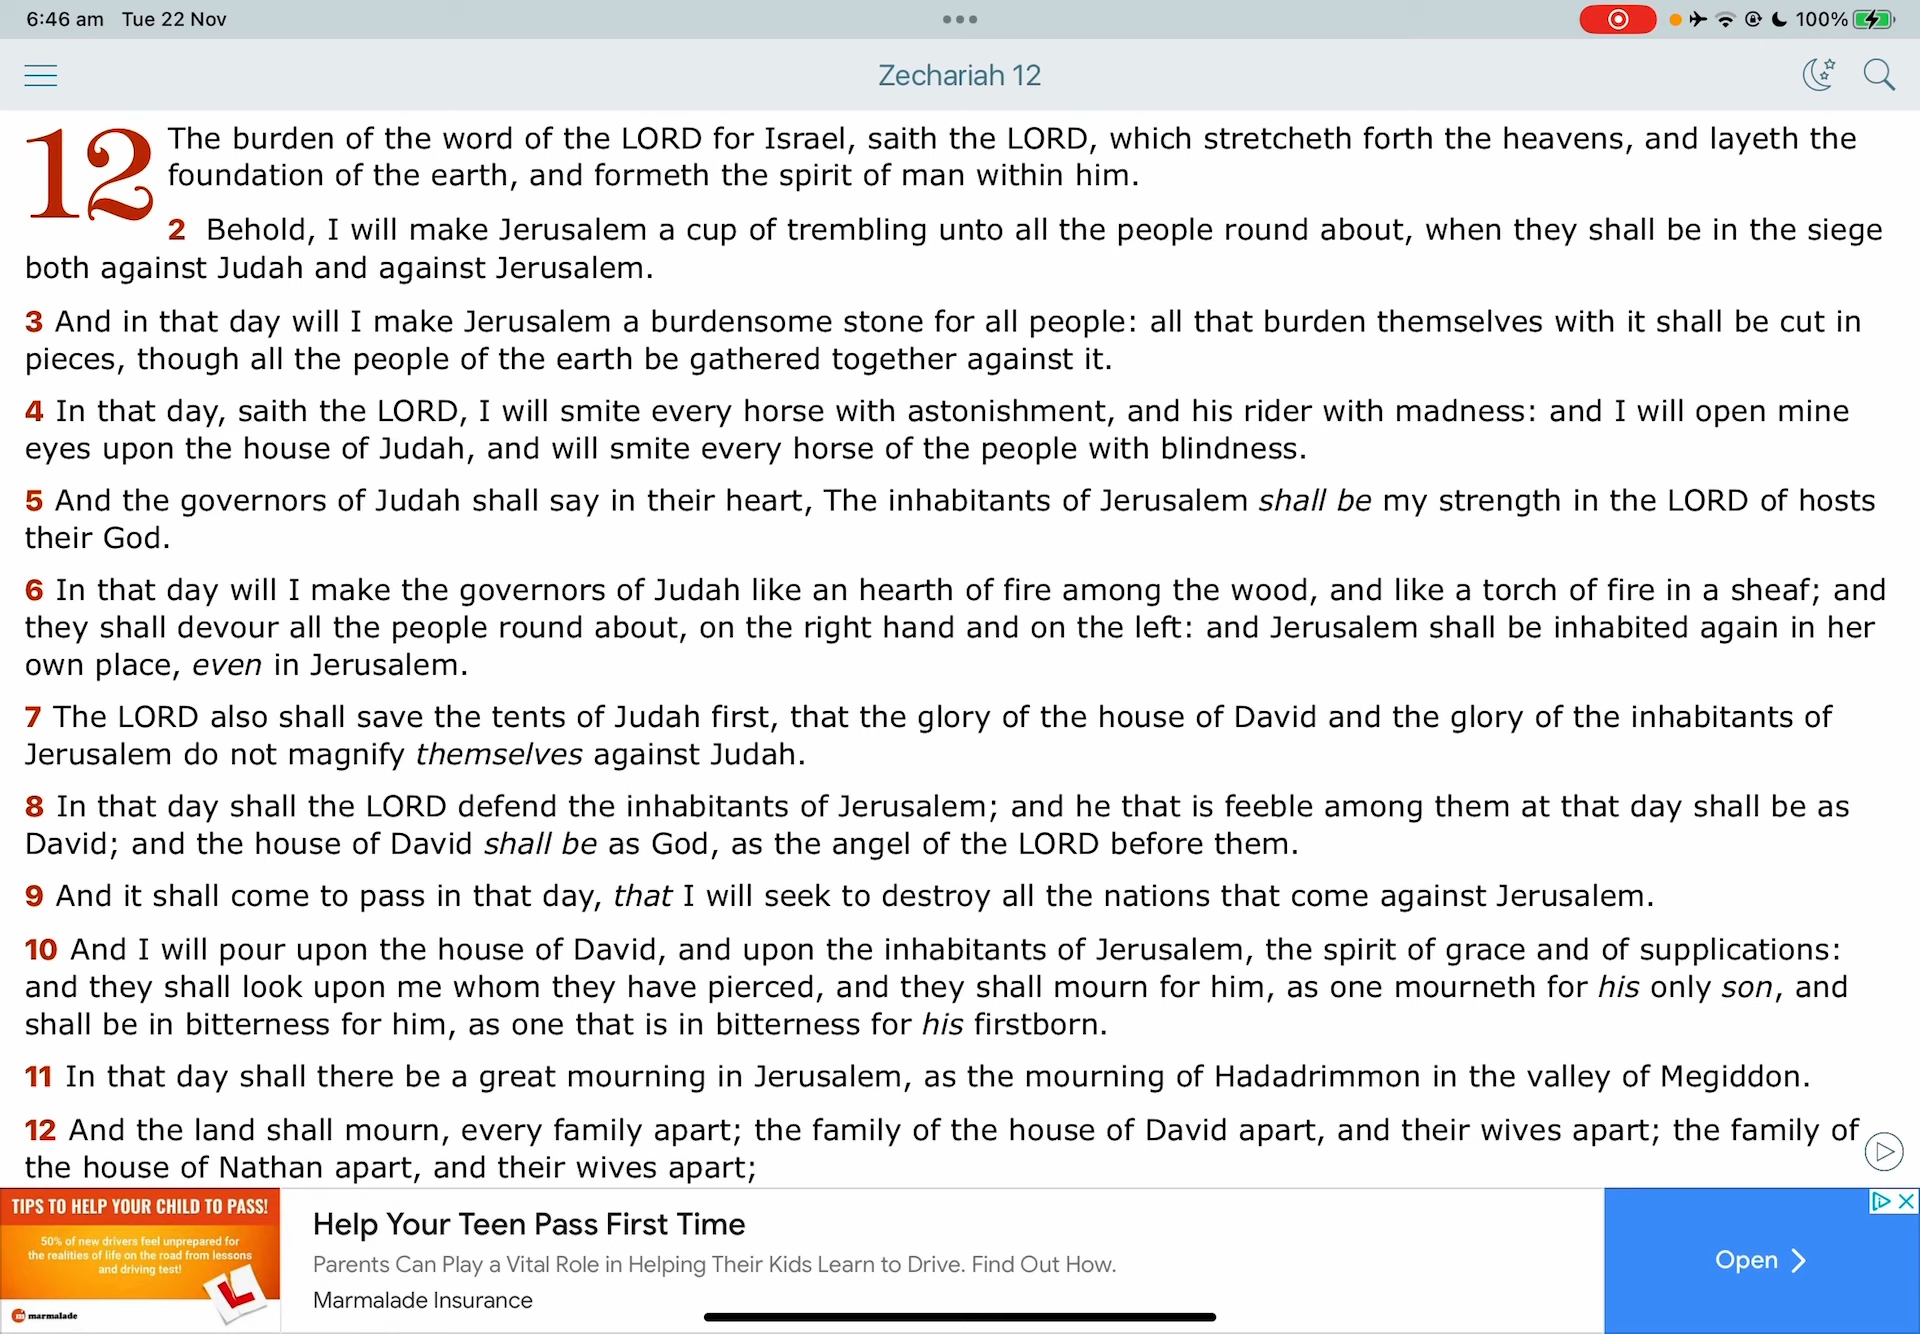 6:46 am Tue 22 Nov
100%
Zechariah 12
12 The burden of the word of the LORD for Israel, saith the LORD, which stretcheth forth the heavens, and layeth the
foundation of the earth, and formeth the spirit of man within him.
2 Behold, I will make Jerusalem a cup of trembling unto all the people round about, when they shall be in the siege
both against Judah and against Jerusalem.
3 And in that day will I make Jerusalem a burdensome stone for all people: all that burden themselves with it shall be cut in
pieces, though all the people of the earth be gathered together against it.
4 In that day, saith the LORD, I will smite every horse with astonishment, and his rider with madness: and I will open mine
eyes upon the house of Judah, and will smite every horse of the people with blindness.
5 And the governors of Judah shall say in their heart, The inhabitants of Jerusalem shall be my strength in the LORD of hosts
their God.
6 In that day will I make the governors of Judah like an hearth of fire among the wood, and like a torch of fire in a sheaf; and
they shall devour all the people round about, on the right hand and on the left: and Jerusalem shall be inhabited again in her
own place, even in Jerusalem.
7 The LORD also shall save the tents of Judah first, that the glory of the house of David and the glory of the inhabitants of
Jerusalem do not magnify themselves against Judah.
8 In that day shall the LORD defend the inhabitants of Jerusalem; and he that is feeble among them at that day shall be as
David; and the house of David shall be as God, as the angel of the LORD before them.
9 And it shall come to pass in that day, that I will seek to destroy all the nations that come against Jerusalem.
10 And I will pour upon the house of David, and upon the inhabitants of Jerusalem, the spirit of grace and of supplications:
and they shall look upon me whom they have pierced, and they shall mourn for him, as one mourneth for his only son, and
shall be in bitterness for him, as one that is in bitterness for his firstborn.
11 In that day shall there be a great mourning in Jerusalem, as the mourning of Hadadrimmon in the valley of Megiddon.
12 And the land shall mourn, every family apart; the family of the house of David apart, and their wives apart; the family of
the house of Nathan apart, and their wives apart;
TIPS TO HELP YOUR CHILD TO PASS!
50% of new drivers feel unprepared for
the realities of life on the road from lessons
and driving test!
L
m marmalade
Help Your Teen Pass First Time
Parents Can Play a Vital Role in Helping Their Kids Learn to Drive. Find Out How.
Marmalade Insurance
Open